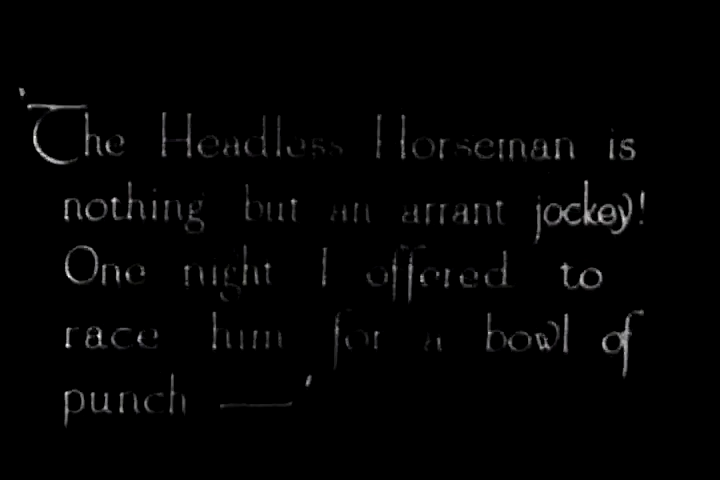 'The Headless Horseman is
nothing but an arrant jockey!
One night I offered to
race him for a bowl of
punch —'